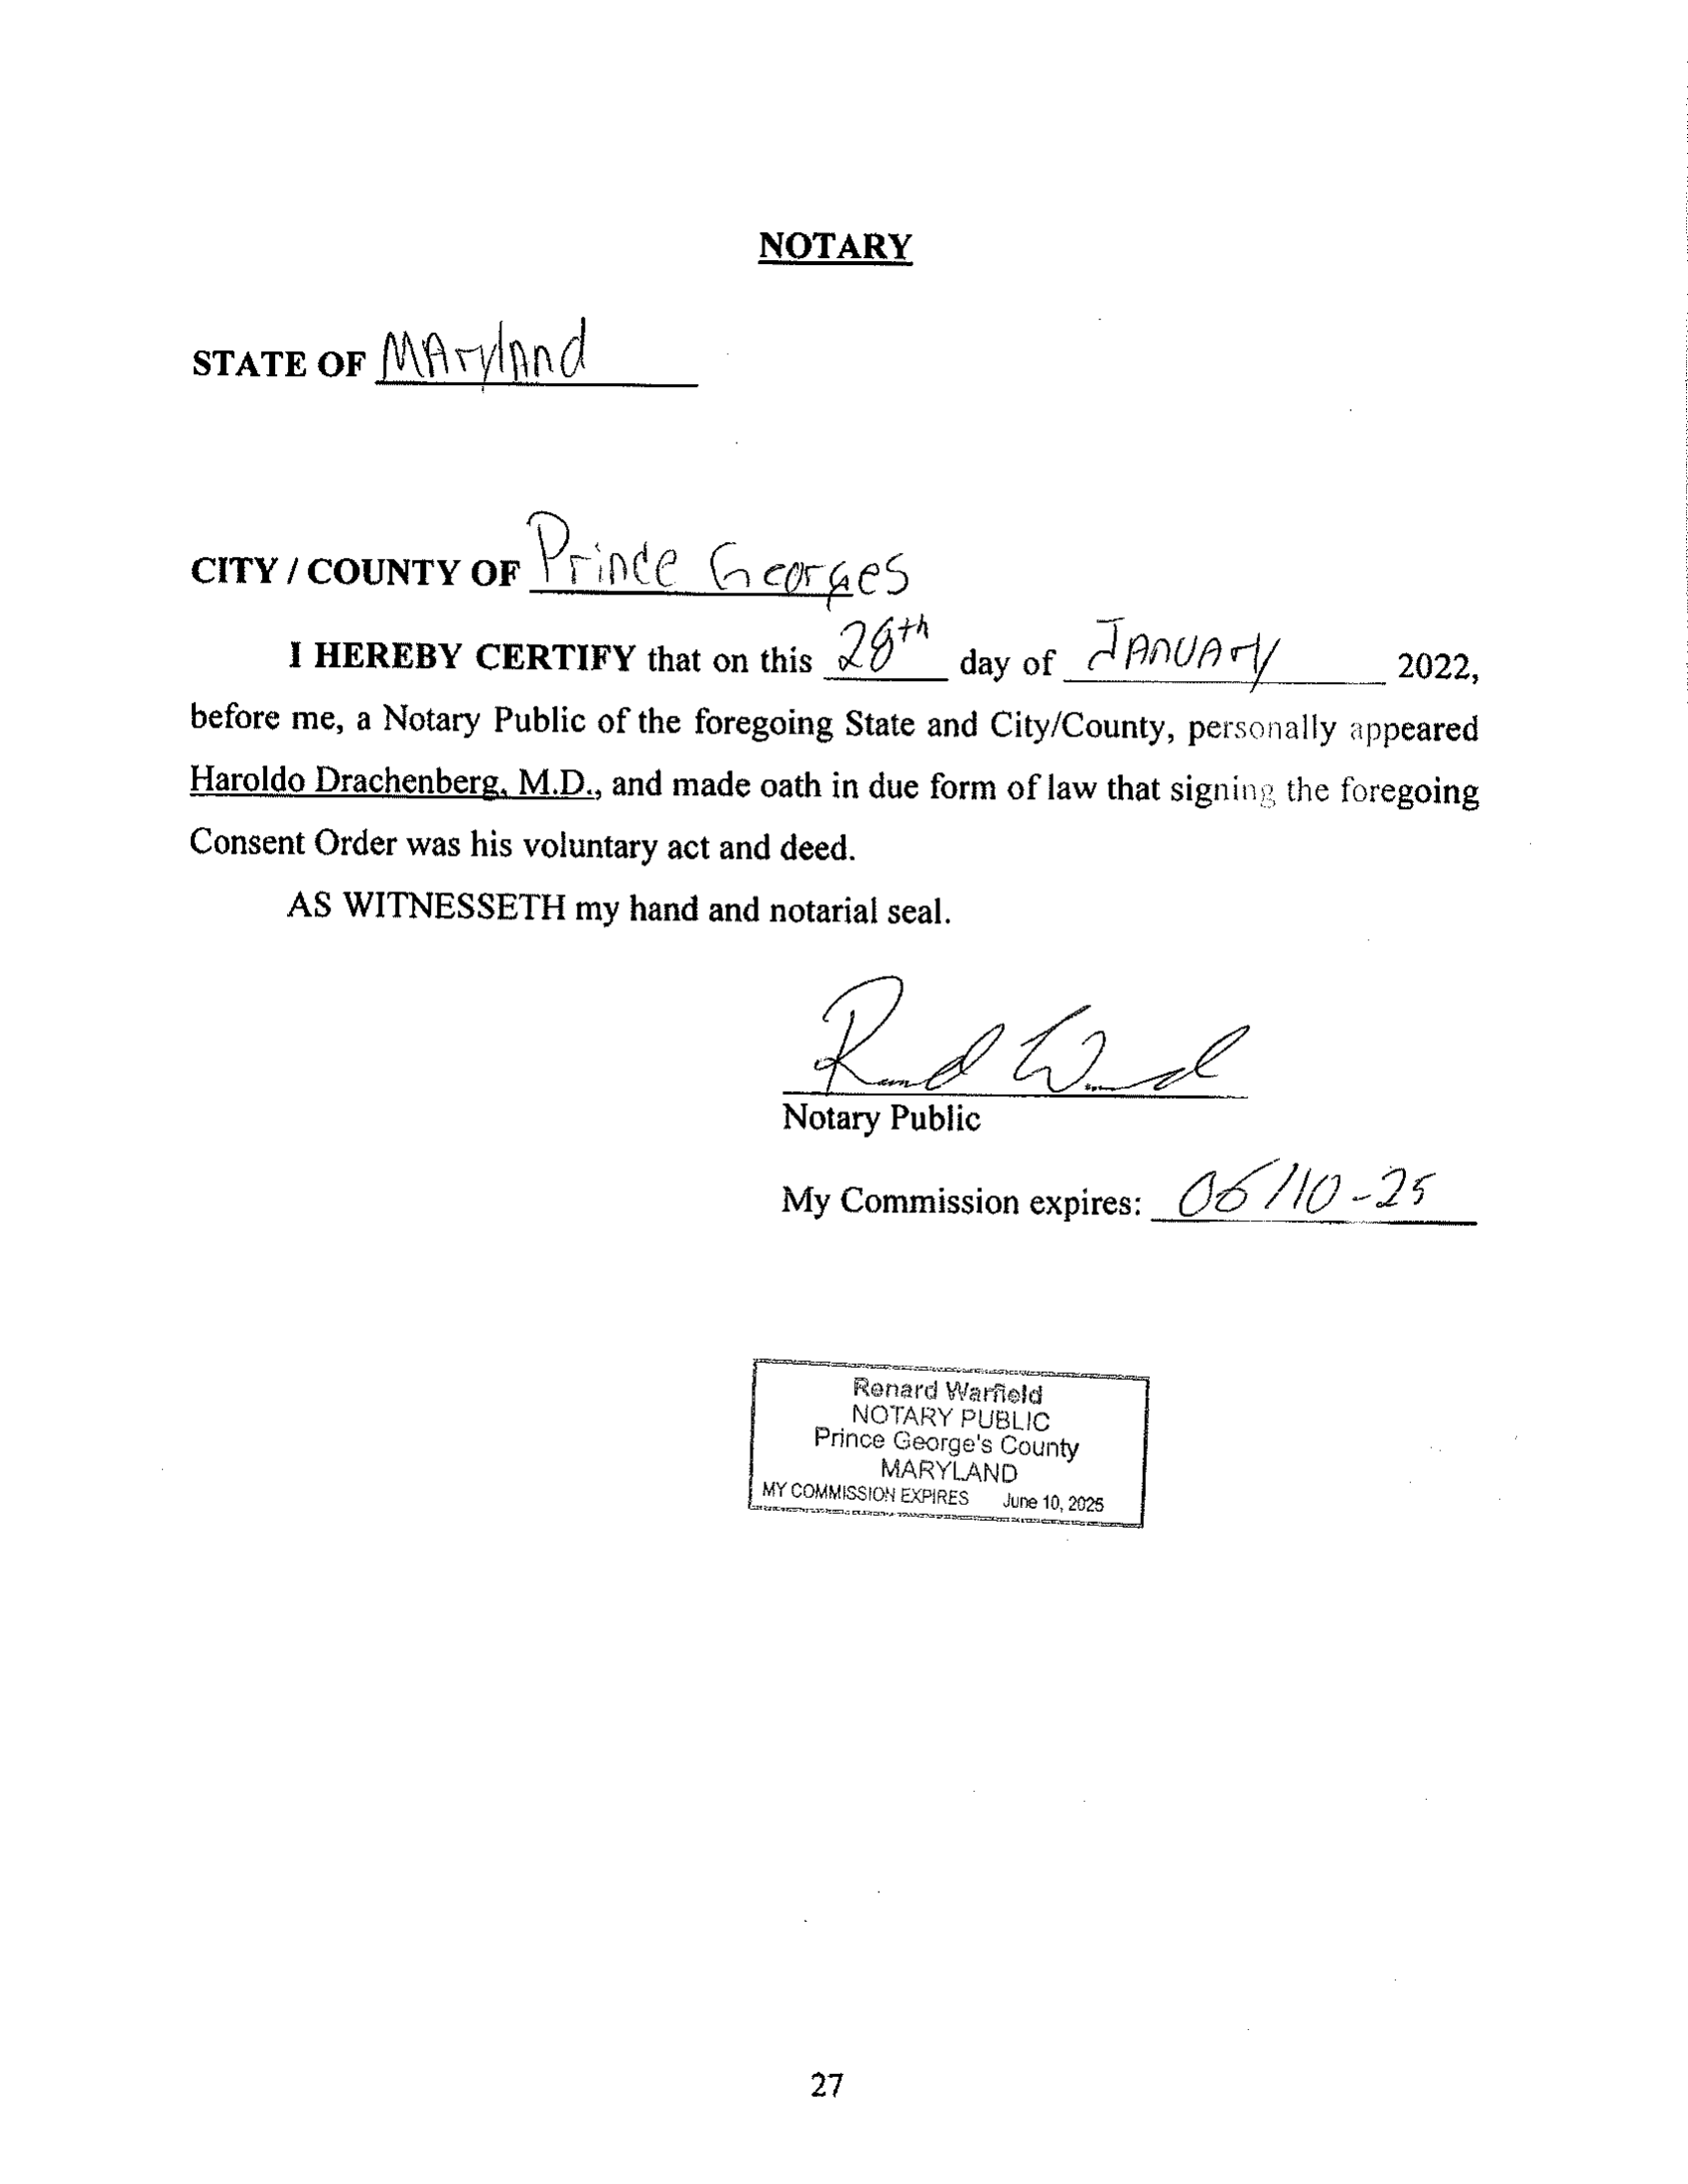 NOTARY
STATE OF Maryland
CITY / COUNTY OF Prince Georges
I HEREBY CERTIFY that on this 28th day of January 2022,
before me, a Notary Public of the foregoing State and City/County, personally appeared
Haroldo Drachenberg, M.D., and made oath in due form of law that signing the foregoing
Consent Order was his voluntary act and deed.
AS WITNESSETH my hand and notarial seal.
Notary Public
My Commission expires: 06/10-25
Renard Warfield
NOTARY PUBLIC
Prince George's County
MARYLAND
MY COMMISSION EXPIRES June 10, 2025
27